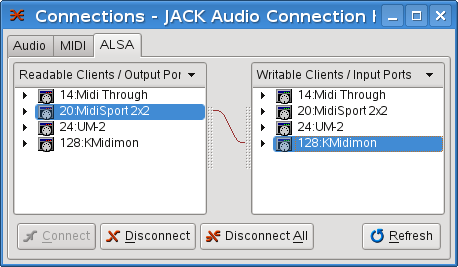 Connections - JACK Audio Connection K
Audio MIDI ALSA
Readable Clients / Output Por
Writable Clients / Input Ports
14:Midi Through
20:MidiSport 2x2
24:UM-2
128:KMidimon
14:Midi Through
20:MidiSport 2x2
24:UM-2
128:KMidimon
Connect Disconnect Disconnect All Refresh